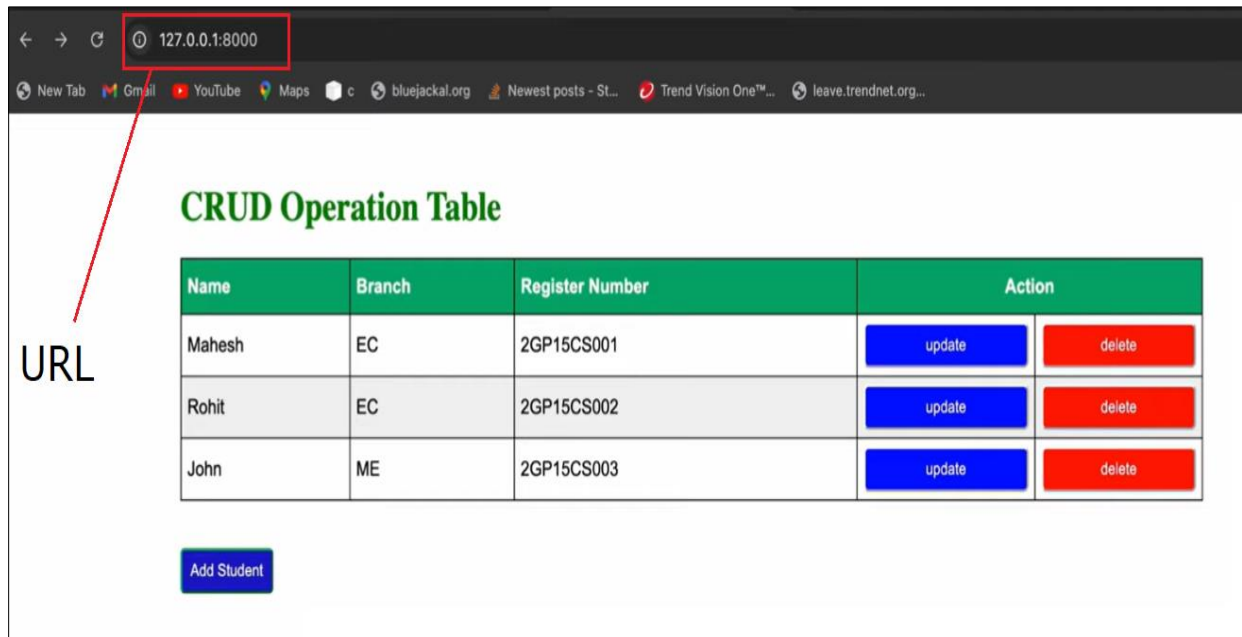 127.0.0.1:8000
New Tab Gmail YouTube Maps c bluejackal.org Newest posts - St... Trend Vision One™... leave.trendnet.org...
CRUD Operation Table
Name Branch Register Number Action
Mahesh EC 2GP15CS001 update delete
URL
Rohit EC 2GP15CS002 update delete
John ME 2GP15CS003 update delete
Add Student